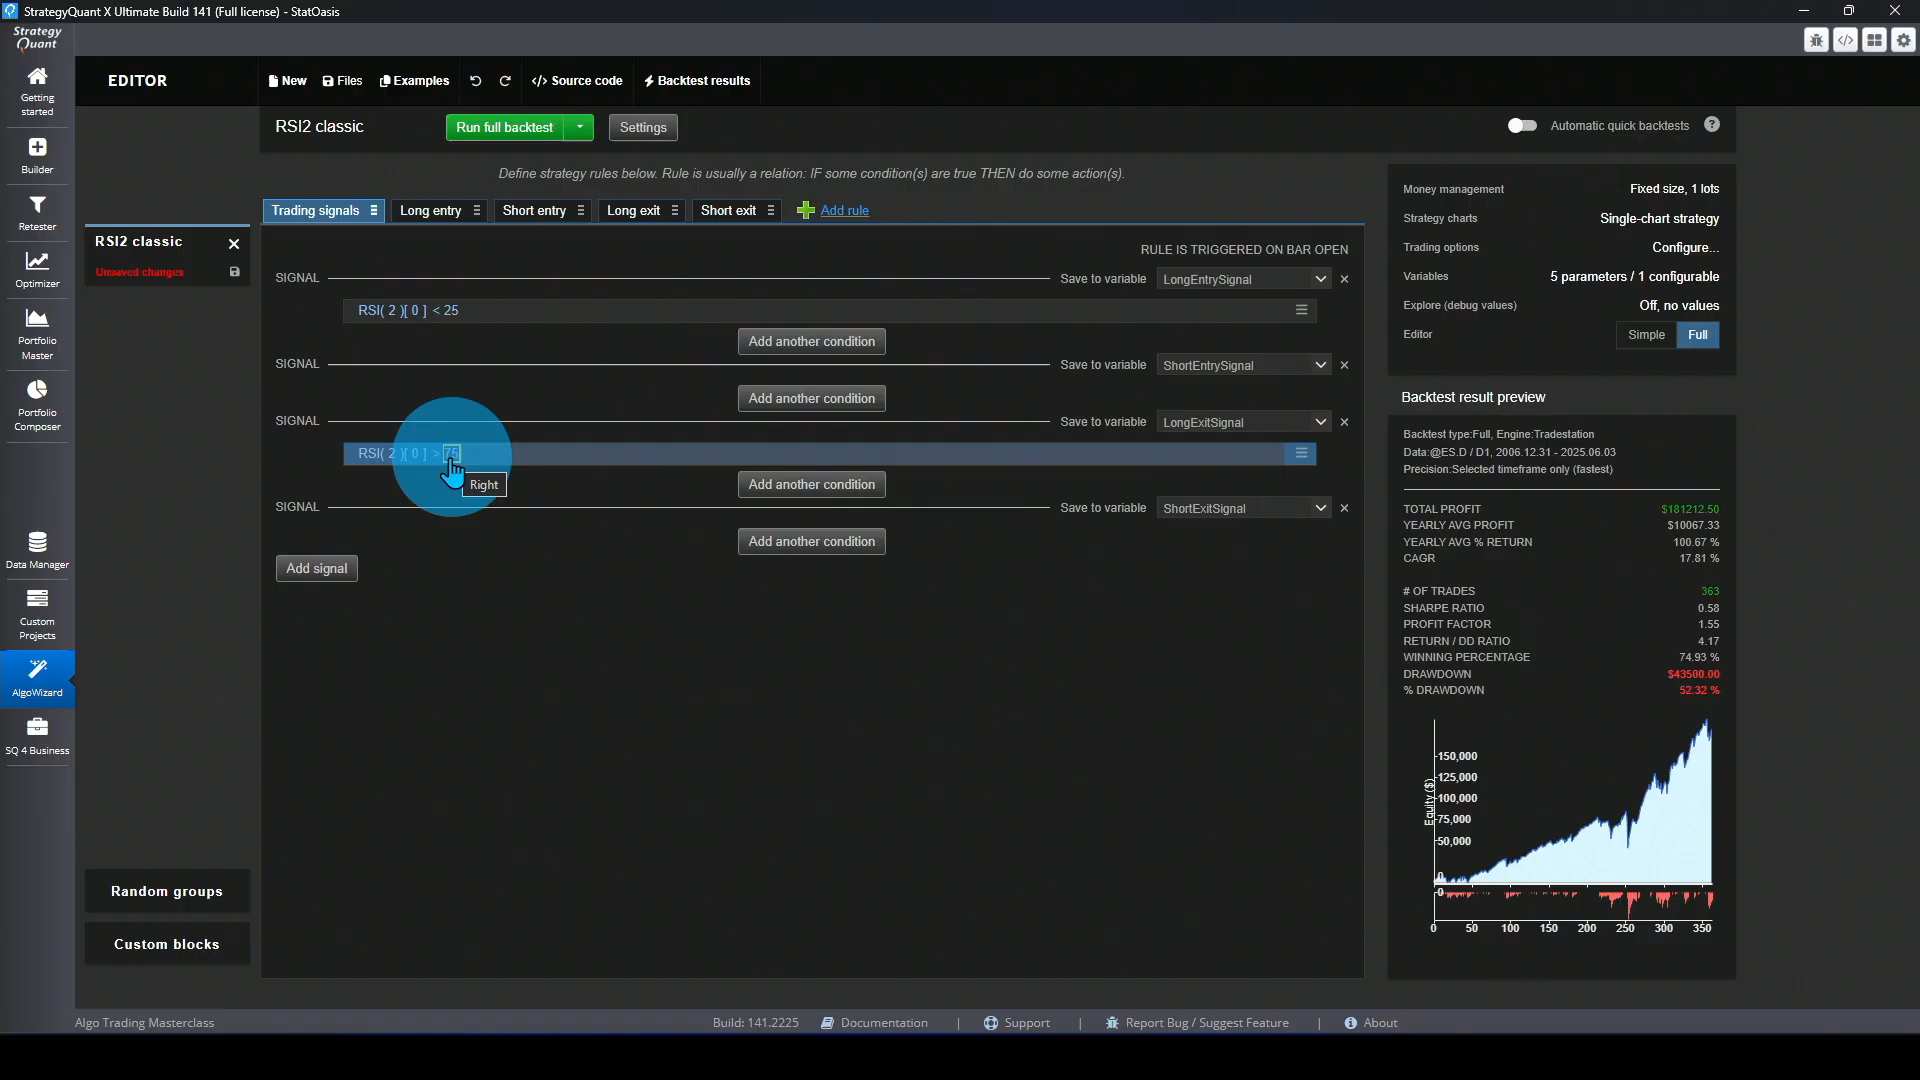 StrategyQuant X Ultimate Build 141 (Full license) - StatOasis
Strategy
Quant
Getting
started
Builder
Retester
Optimizer
Portfolio
Master
Portfolio
Composer
Data Manager
Custom
Projects
AlgoWizard
SQ 4 Business
EDITOR
New
Files
Examples
</> Source code
Backtest results
RSI2 classic
Run full backtest
Settings
Automatic quick backtests
?
Define strategy rules below. Rule is usually a relation: IF some condition(s) are true THEN do some action(s).
Trading signals
Long entry
Short entry
Long exit
Short exit
Add rule
RSI2 classic
Unsaved changes
RULE IS TRIGGERED ON BAR OPEN
SIGNAL
Save to variable
LongEntrySignal
RSI( 2 )[ 0 ] < 25
Add another condition
SIGNAL
Save to variable
ShortEntrySignal
Add another condition
SIGNAL
Save to variable
LongExitSignal
RSI( 2 )[ 0 ] > 75
Right
Add another condition
SIGNAL
Save to variable
ShortExitSignal
Add another condition
Add signal
Random groups
Custom blocks
Money management
Fixed size, 1 lots
Strategy charts
Single-chart strategy
Trading options
Configure...
Variables
5 parameters / 1 configurable
Explore (debug values)
Off, no values
Editor
Simple
Full
Backtest result preview
Backtest type:Full, Engine:Tradestation
Data:@ES.D / D1, 2006.12.31 - 2025.06.03
Precision:Selected timeframe only (fastest)
TOTAL PROFIT $181212.50
YEARLY AVG PROFIT $10067.33
YEARLY AVG % RETURN 100.67 %
CAGR 17.81 %
# OF TRADES 363
SHARPE RATIO 0.58
PROFIT FACTOR 1.55
RETURN / DD RATIO 4.17
WINNING PERCENTAGE 74.93 %
DRAWDOWN $43500.00
% DRAWDOWN 52.32 %
Equity ($)
150,000
125,000
100,000
75,000
50,000
0
0
0 50 100 150 200 250 300 350
Algo Trading Masterclass
Build: 141.2225
Documentation
|
Support
|
Report Bug / Suggest Feature
|
About